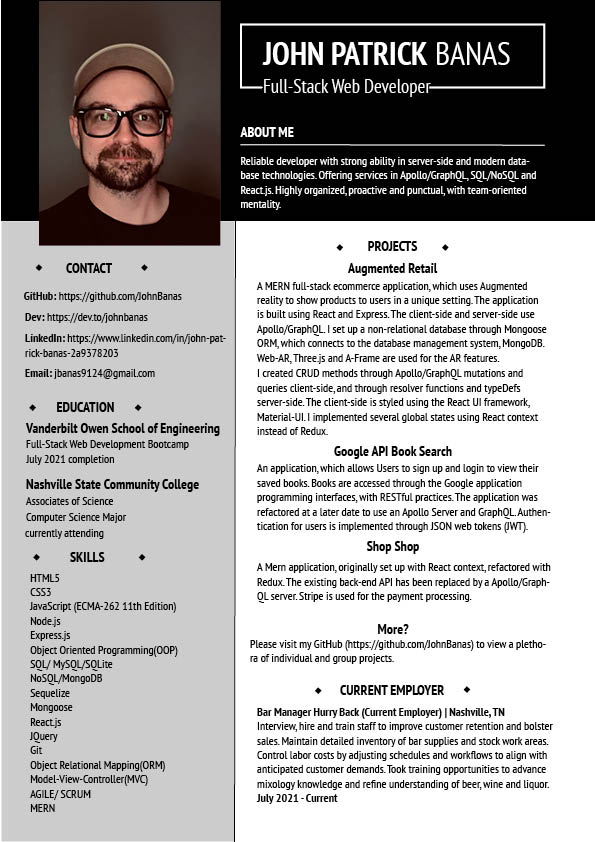 JOHN PATRICK BANAS
Full-Stack Web Developer
ABOUT ME
Reliable developer with strong ability in server-side and modern data-
base technologies. Offering services in Apollo/GraphQL, SQL/NoSQL and
React.js. Highly organized, proactive and punctual, with team-oriented
mentality.
CONTACT
GitHub: https://github.com/JohnBanas
Dev: https://dev.to/johnbanas
LinkedIn: https://www.linkedin.com/in/john-pat-
rick-banas-2a9378203
Email: jbanas9124@gmail.com
EDUCATION
Vanderbilt Owen School of Engineering
Full-Stack Web Development Bootcamp
July 2021 completion
Nashville State Community College
Associates of Science
Computer Science Major
currently attending
SKILLS
HTML5
CSS3
JavaScript (ECMA-262 11th Edition)
Node.js
Express.js
Object Oriented Programming(OOP)
SQL/ MySQL/SQLite
NoSQL/MongoDB
Sequelize
Mongoose
React.js
JQuery
Git
Object Relational Mapping(ORM)
Model-View-Controller(MVC)
AGILE/ SCRUM
MERN
PROJECTS
Augmented Retail
A MERN full-stack ecommerce application, which uses Augmented
reality to show products to users in a unique setting. The application
is built using React and Express. The client-side and server-side use
Apollo/GraphQL. I set up a non-relational database through Mongoose
ORM, which connects to the database management system, MongoDB.
Web-AR, Three.js and A-Frame are used for the AR features.
I created CRUD methods through Apollo/GraphQL mutations and
queries client-side, and through resolver functions and typeDefs
server-side. The client-side is styled using the React UI framework,
Material-UI. I implemented several global states using React context
instead of Redux.
Google API Book Search
An application, which allows Users to sign up and login to view their
saved books. Books are accessed through the Google application
programming interfaces, with RESTful practices. The application was
refactored at a later date to use an Apollo Server and GraphQL. Authen-
tication for users is implemented through JSON web tokens (JWT).
Shop Shop
A Mern application, originally set up with React context, refactored with
Redux. The existing back-end API has been replaced by a Apollo/Graph-
QL server. Stripe is used for the payment processing.
More?
Please visit my GitHub (https://github.com/JohnBanas) to view a pletho-
ra of individual and group projects.
CURRENT EMPLOYER
Bar Manager Hurry Back (Current Employer) | Nashville, TN
Interview, hire and train staff to improve customer retention and bolster
sales. Maintain detailed inventory of bar supplies and stock work areas.
Control labor costs by adjusting schedules and workflows to align with
anticipated customer demands. Took training opportunities to advance
mixology knowledge and refine understanding of beer, wine and liquor.
July 2021 - Current